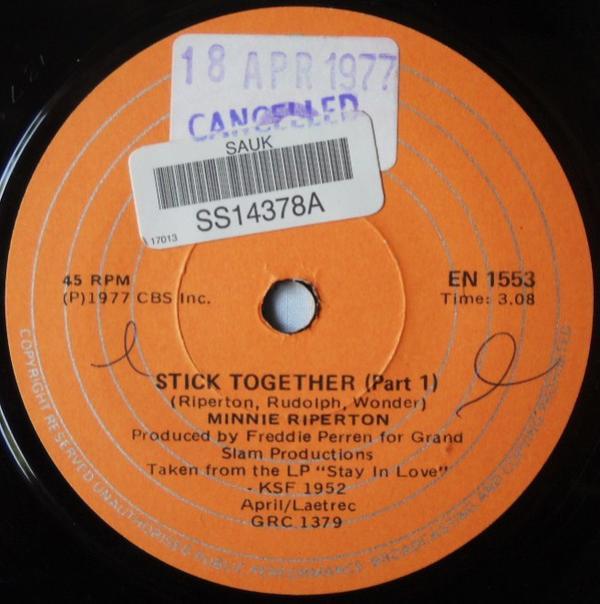 18 APR 1977
CANCELLED
SAUK
SS14378A
17013
45 RPM
(P)1977 CBS Inc.
EN 1553
Time: 3.08
STICK TOGETHER (Part 1)
(Riperton, Rudolph, Wonder)
MINNIE RIPERTON
Produced by Freddie Perren for Grand
Slam Productions
Taken from the LP "Stay In Love"
- KSF 1952
April/Laetrec
GRC 1379
COPYRIGHT RESERVED UNAUTHORISED PUBLIC PERFORMANCE BROADCASTING AND COPYING PROHIBITED